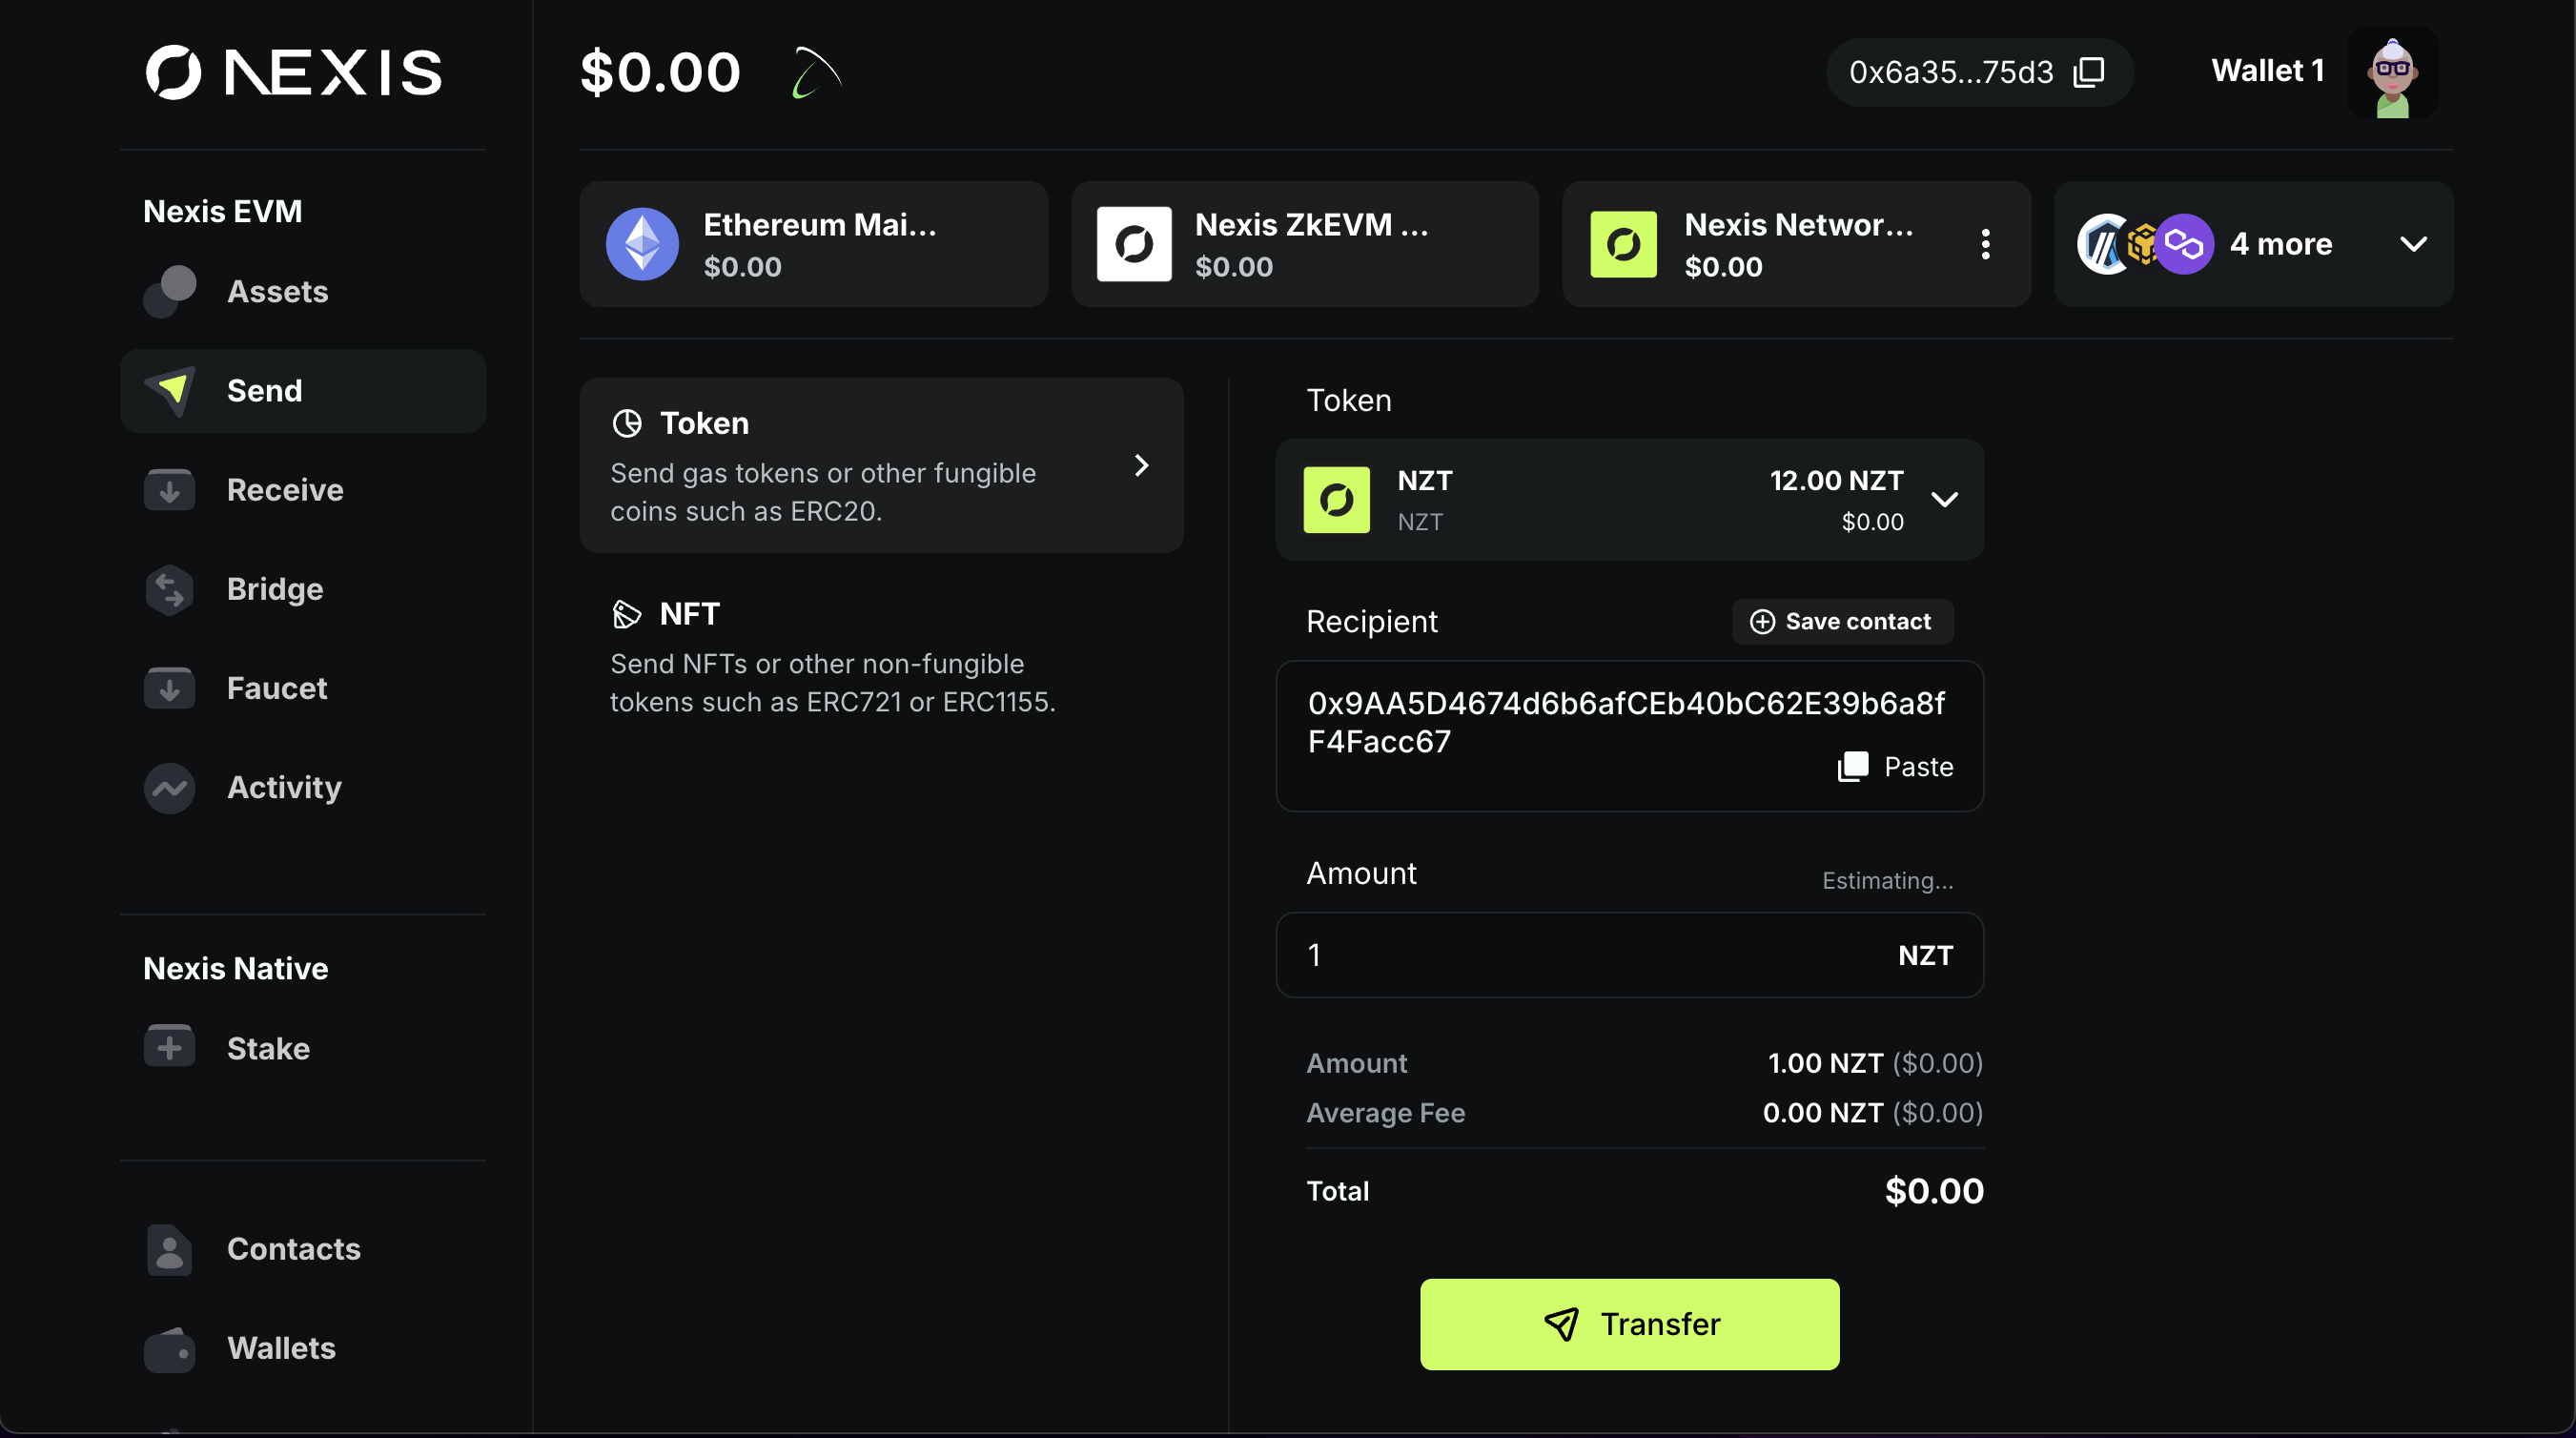 NEXIS
$0.00
0x6a35...75d3
Wallet 1
Nexis EVM
Assets
Send
Receive
Bridge
Faucet
Activity
Nexis Native
Stake
Contacts
Wallets
Ethereum Mai...
$0.00
Nexis ZkEVM ...
$0.00
Nexis Networ...
$0.00
4 more
Token
Send gas tokens or other fungible
coins such as ERC20.
NFT
Send NFTs or other non-fungible
tokens such as ERC721 or ERC1155.
Token
NZT
12.00 NZT
NZT
$0.00
Recipient
Save contact
0x9AA5D4674d6b6afCEb40bC62E39b6a8f
F4Facc67
Paste
Amount
Estimating...
1
NZT
Amount
1.00 NZT ($0.00)
Average Fee
0.00 NZT ($0.00)
Total
$0.00
Transfer